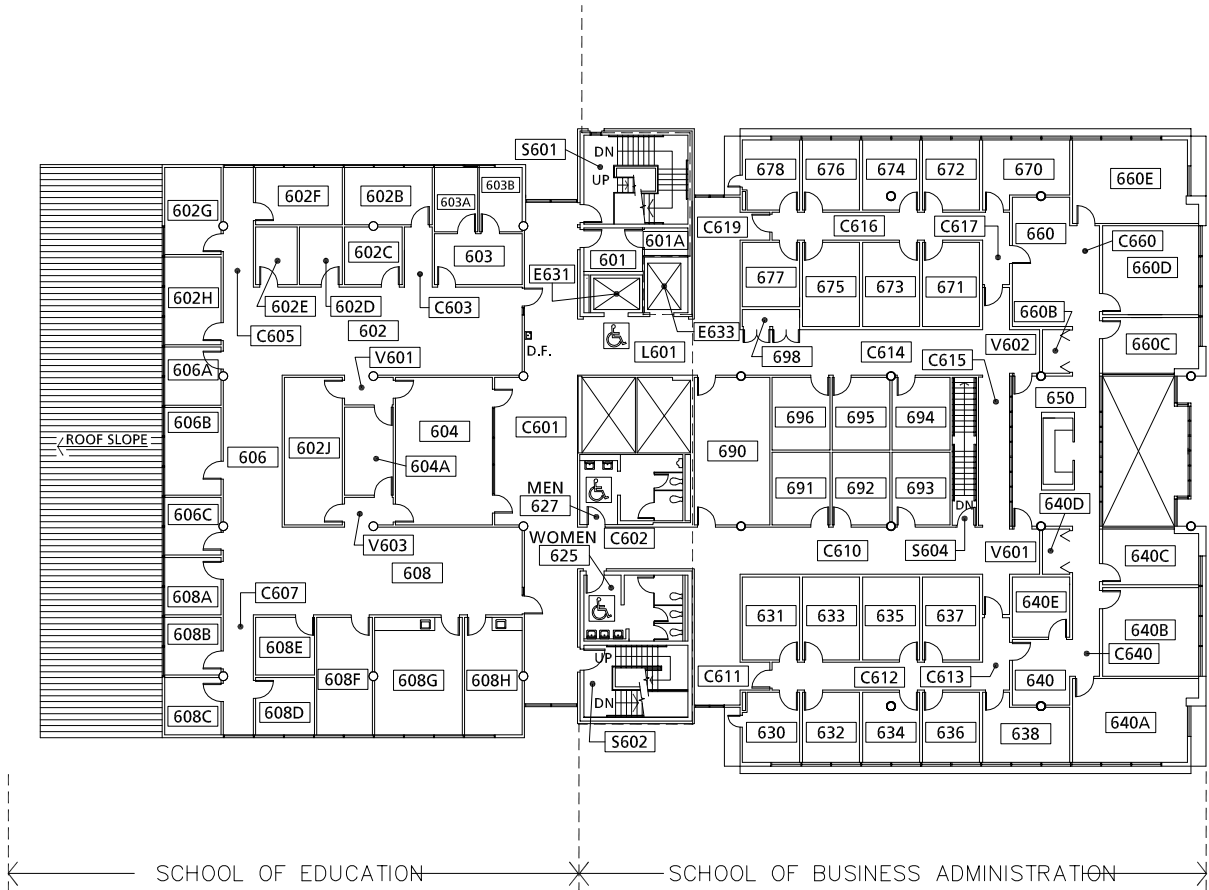 S601
DN
UP
678
676
674
672
670
660E
602G
602F
602B
603A
603B
C619
C616
C617
660
C660
601A
601
602C
603
E631
677
675
673
671
660D
602H
602E
602D
C603
660B
602
C605
V601
D.F.
L601
E633
698
C614
C615
V602
660C
606A
606B
ROOF SLOPE
606
602J
604
604A
C601
690
696
695
694
650
MEN
627
691
692
693
DN
640D
606C
V603
WOMEN
625
C602
C610
S604
V601
640C
608
608A
C607
608B
608E
631
633
635
637
640E
640B
UP
C611
C612
C613
640
C640
608C
608D
608F
608G
608H
DN
S602
630
632
634
636
638
640A
SCHOOL OF EDUCATION
SCHOOL OF BUSINESS ADMINISTRATION